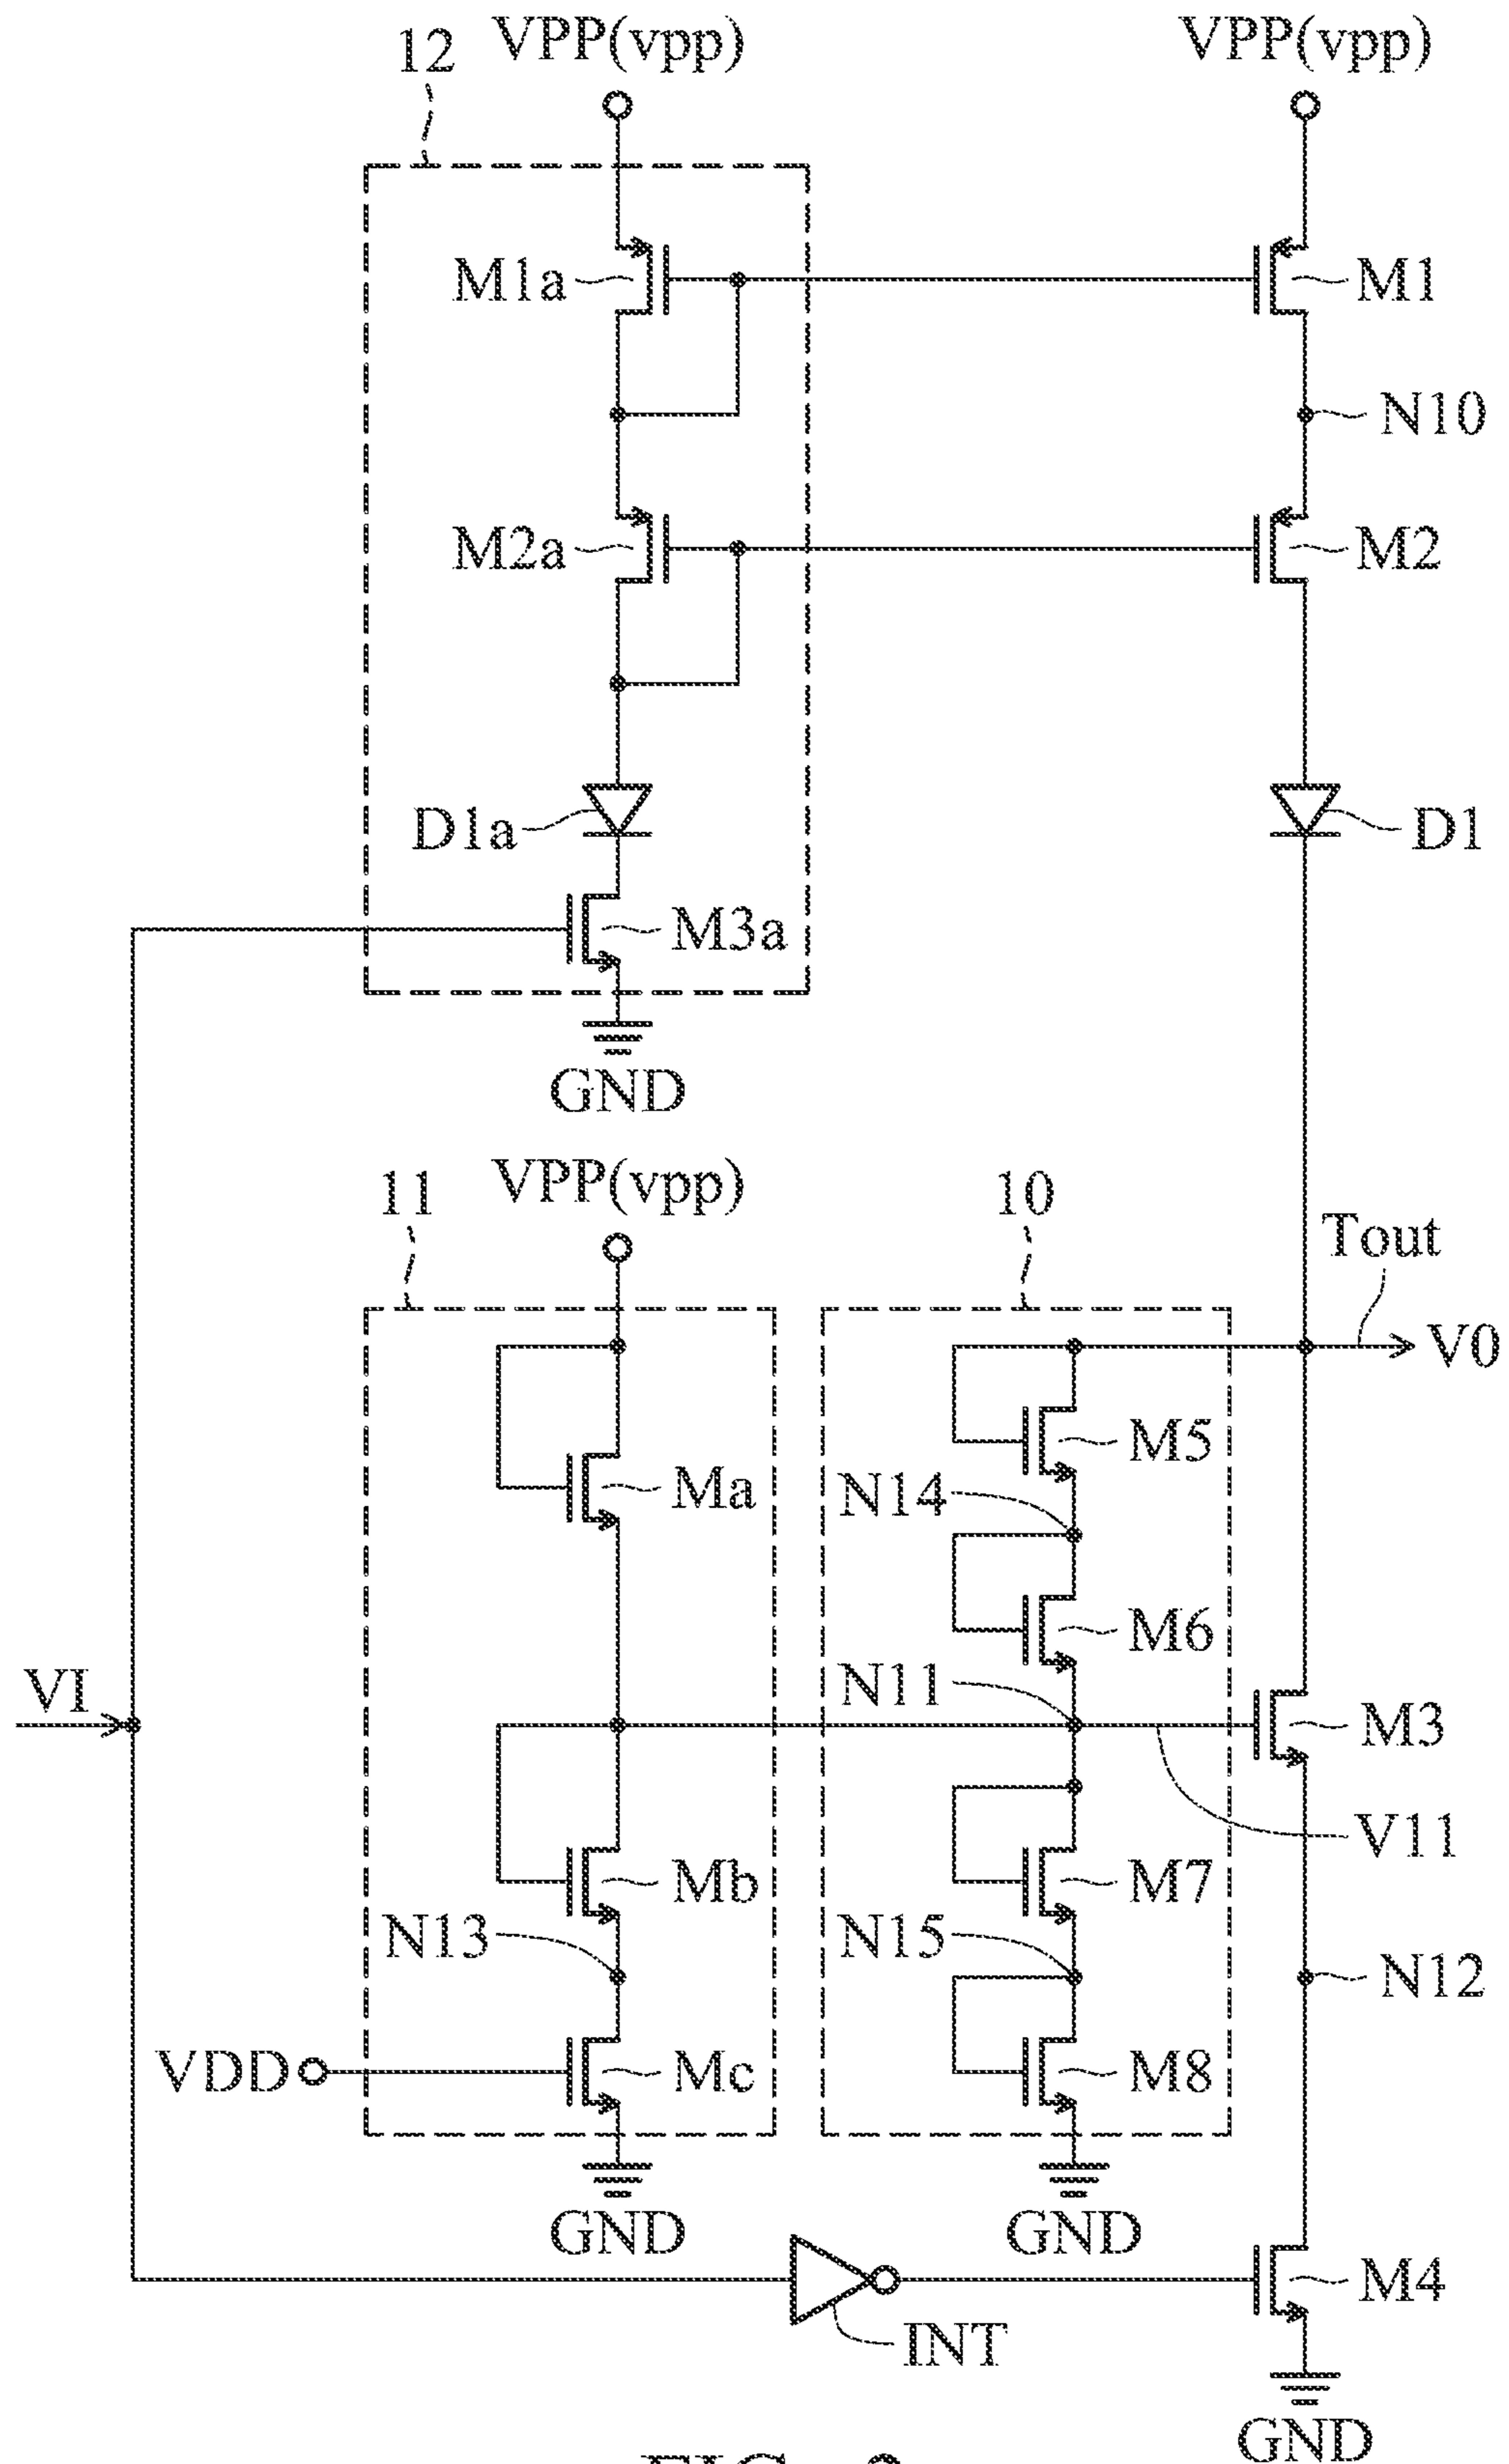 12
VPP(vpp)
VPP(vpp)
M1a
M1
N10
M2a
M2
D1a
D1
M3a
GND
11
VPP(vpp)
10
Tout
V0
M5
Ma
N14
M6
VI
N11
M3
V11
Mb
M7
N13
N15
N12
VDD
Mc
M8
GND
GND
M4
INT
GND